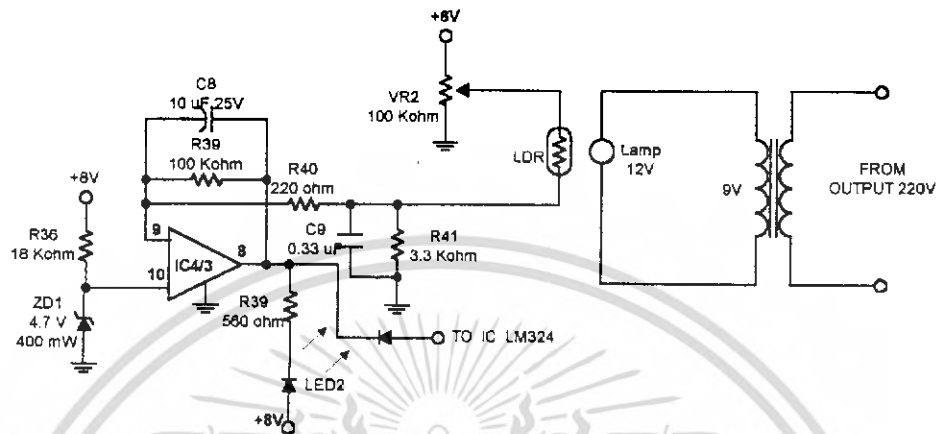 +8V
C8
10 uF,25V
VR2
100 Kohm
R39
100 Kohm
LDR
Lamp
12V
9V
FROM
OUTPUT 220V
R40
220 ohm
+8V
R36
18 Kohm
9
8
10
IC4/3
C9
0.33 uF
R41
3.3 Kohm
ZD1
4.7 V
400 mW
R39
560 ohm
TO IC LM324
LED2
+8V